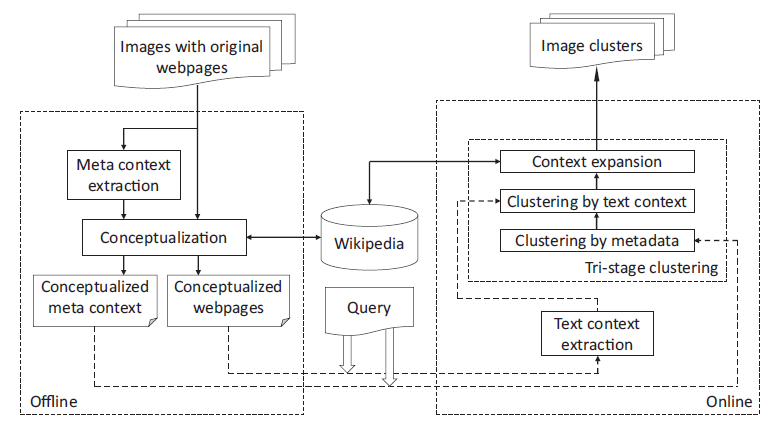 Images with original
webpages
Image clusters
Meta context
extraction
Conceptualization
Conceptualized
meta context
Conceptualized
webpages
Offline
Wikipedia
Query
Context expansion
Clustering by text context
Clustering by metadata
Tri-stage clustering
Text context
extraction
Online